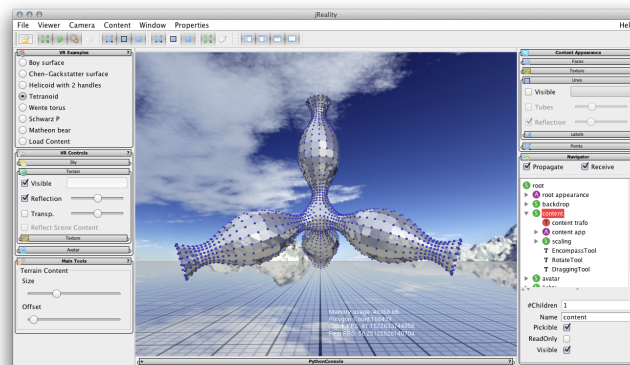 jReality
File Viewer Camera Content Window Properties Hel
VR Examples
Boy surface
Chen-Gackstatter surface
Helicoid with 2 handles
Tetranoid
Wente torus
Schwarz P
Matheon bear
Load Content
VR Controls
Sky
Terrain
Visible
Reflection
Transp.
Reflect Scene Content
Texture
Avatar
Main Tools
Terrain Content
Size
Offset
Memory usage:
Polygon Count:
PythonConsole
Content Appearance
Faces
Texture
Lines
Visible
Tubes
Reflection
Labels
Points
Navigator
Propagate Receive
root
root appearance
backdrop
content
content trafo
content app
scaling
EncompassTool
RotateTool
DraggingTool
avatar
#Children 1
Name content
Pickible
ReadOnly
Visible